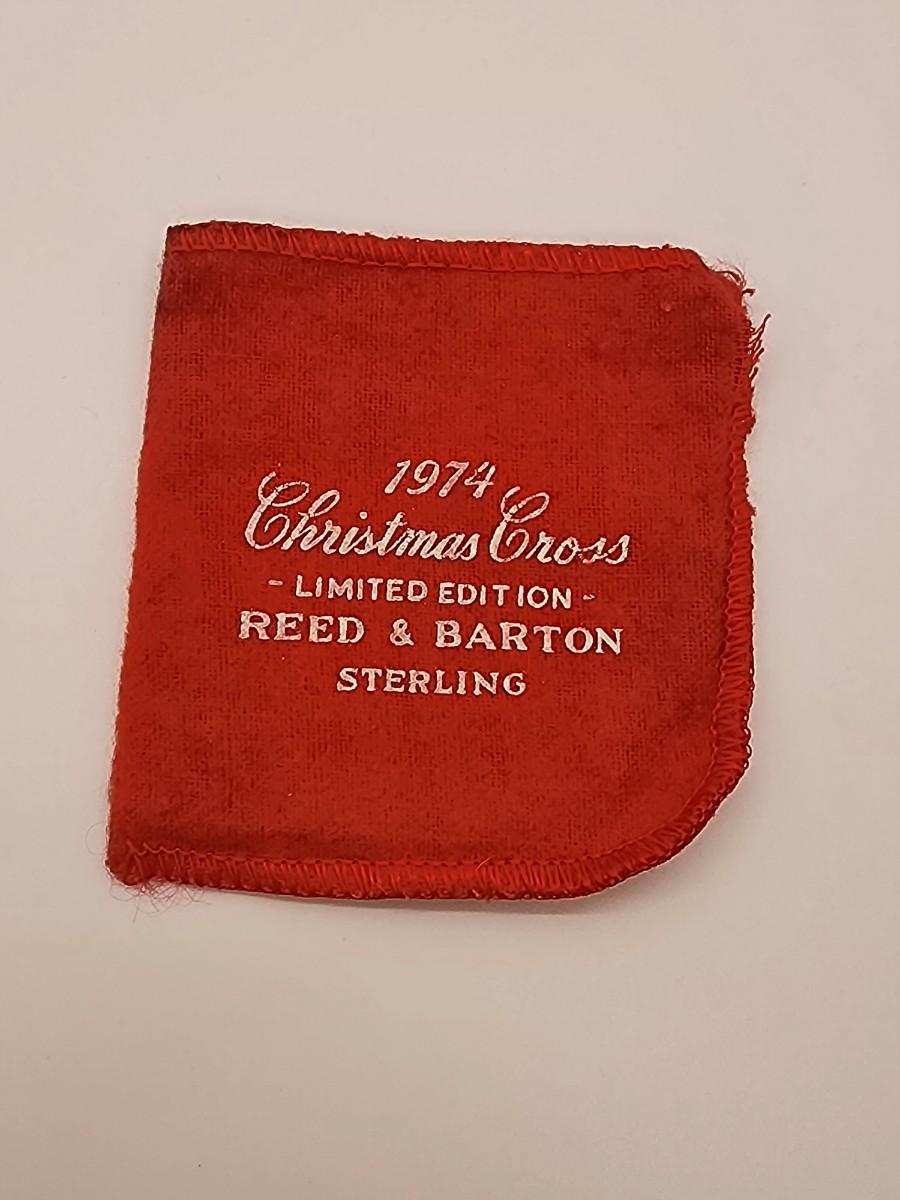 1974
Christmas Cross
- LIMITED EDITION -
REED & BARTON
STERLING